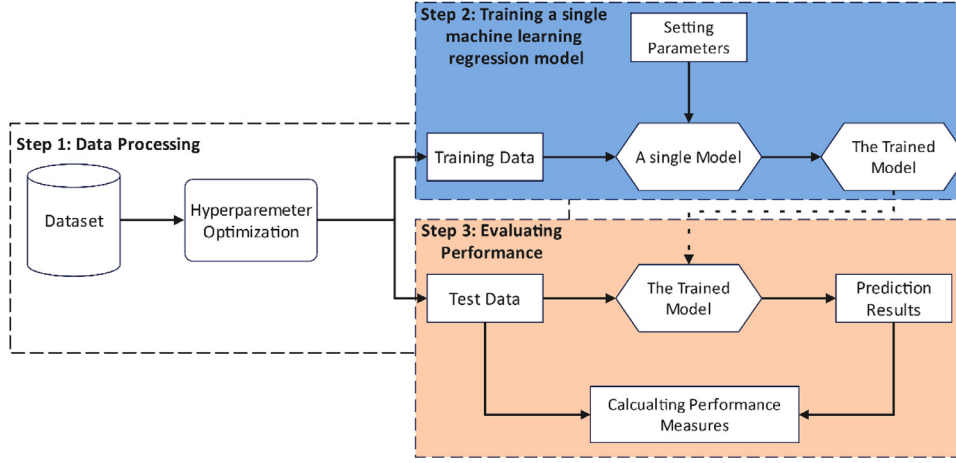 Step 1: Data Processing
Dataset
Hyperparemeter
Optimization
Step 2: Training a single
machine learning
regression model
Setting
Parameters
Training Data
A single Model
The Trained
Model
Step 3: Evaluating
Performance
Test Data
The Trained
Model
Prediction
Results
Calcualting Performance
Measures